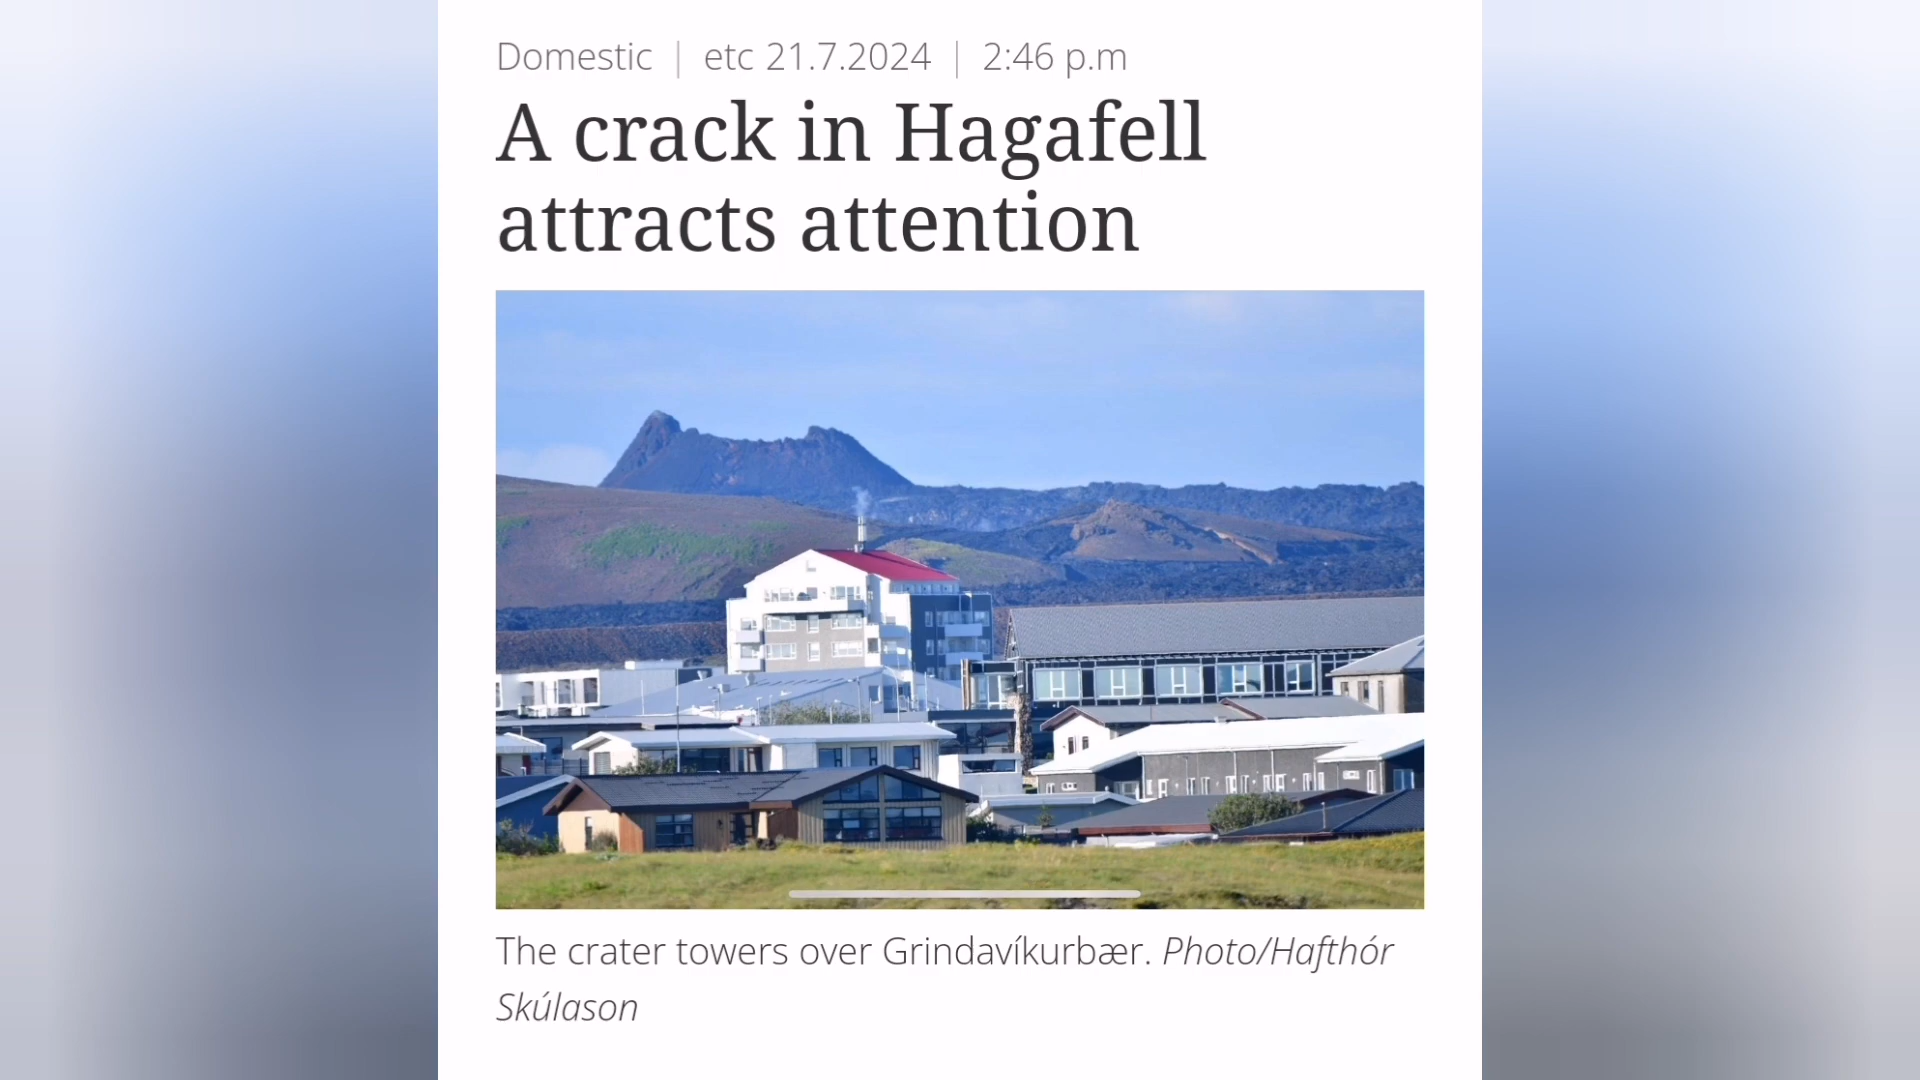 Domestic | etc 21.7.2024 | 2:46 p.m
A crack in Hagafell
attracts attention
The crater towers over Grindavíkurbær. Photo/Hafthór
Skúlason